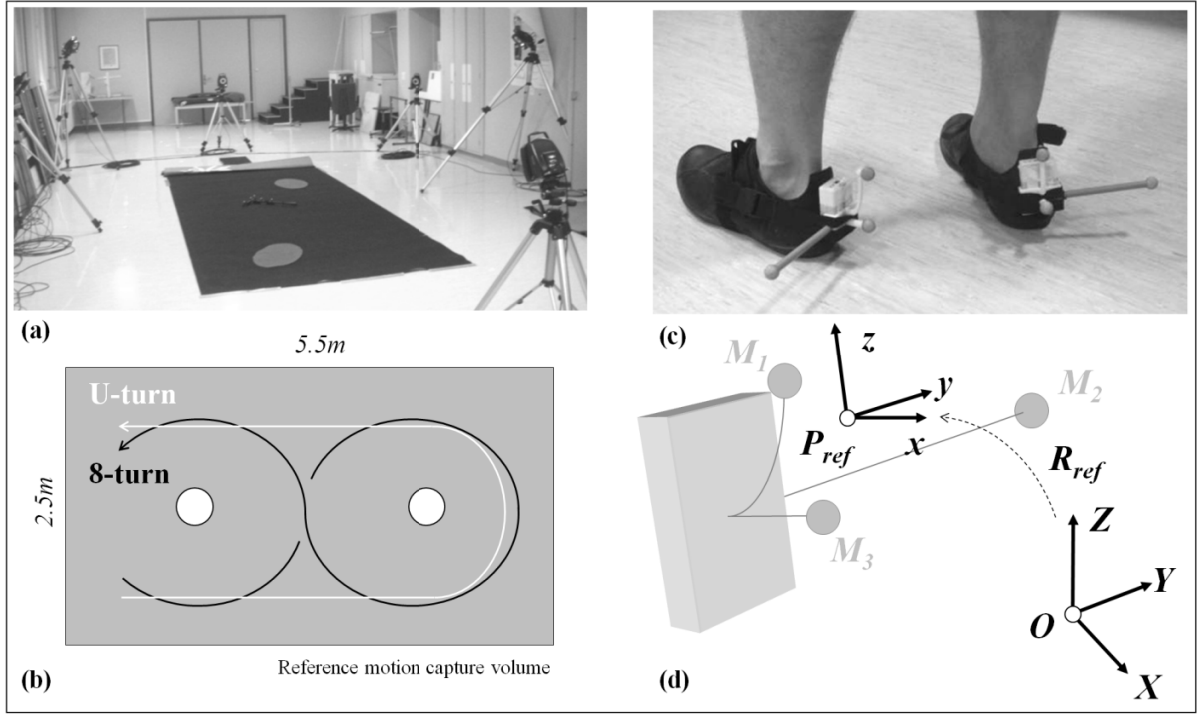 (a)
5.5m
U-turn
8-turn
2.5m
Reference motion capture volume
(b)
(c)
M1
z
y
M2
Pref
x
Rref
M3
Z
Y
O
X
(d)